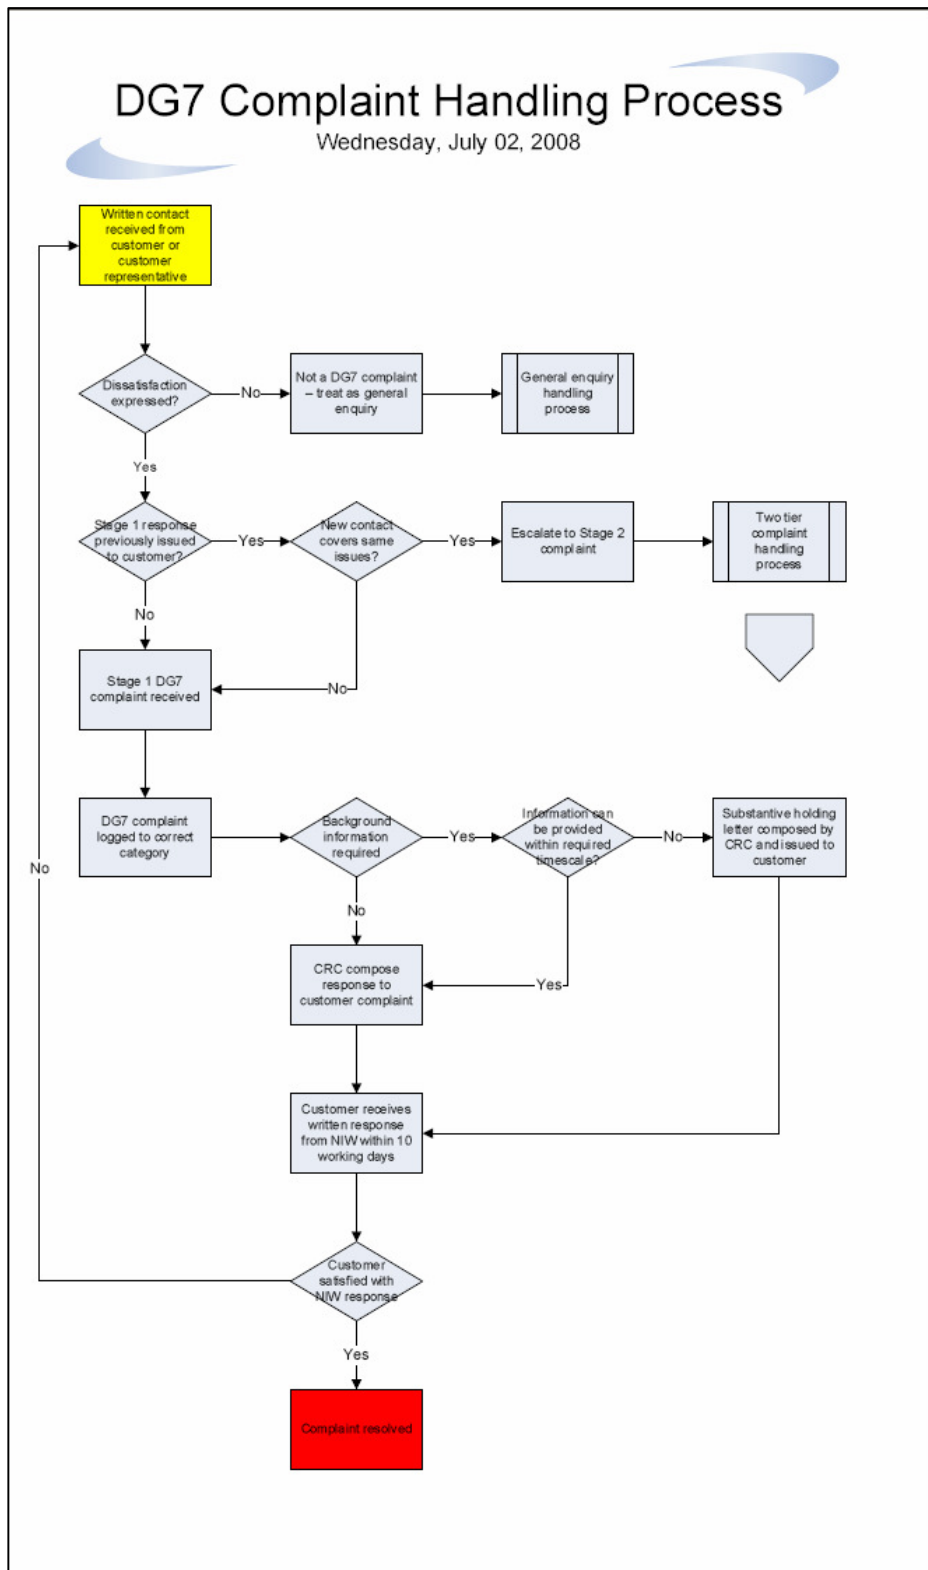 DG7 Complaint Handling Process
Wednesday, July 02, 2008
Written contact
received from
customer or
customer
representative
Dissatisfaction
expressed?
No
Not a DG7 complaint
– treat as general
enquiry
General enquiry
handling
process
Yes
Stage 1 response
previously issued
to customer?
Yes
New contact
covers same
issues?
Yes
Escalate to Stage 2
complaint
Two tier
complaint
handling
process
No
Stage 1 DG7
complaint received
No
DG7 complaint
logged to correct
category
Background
information
required
Yes
Information can
be provided
within required
timescale?
No
Substantive holding
letter composed by
CRC and issued to
customer
No
No
CRC compose
response to
customer complaint
Yes
Customer receives
written response
from NIW within 10
working days
Customer
satisfied with
NIW response
Yes
Complaint resolved